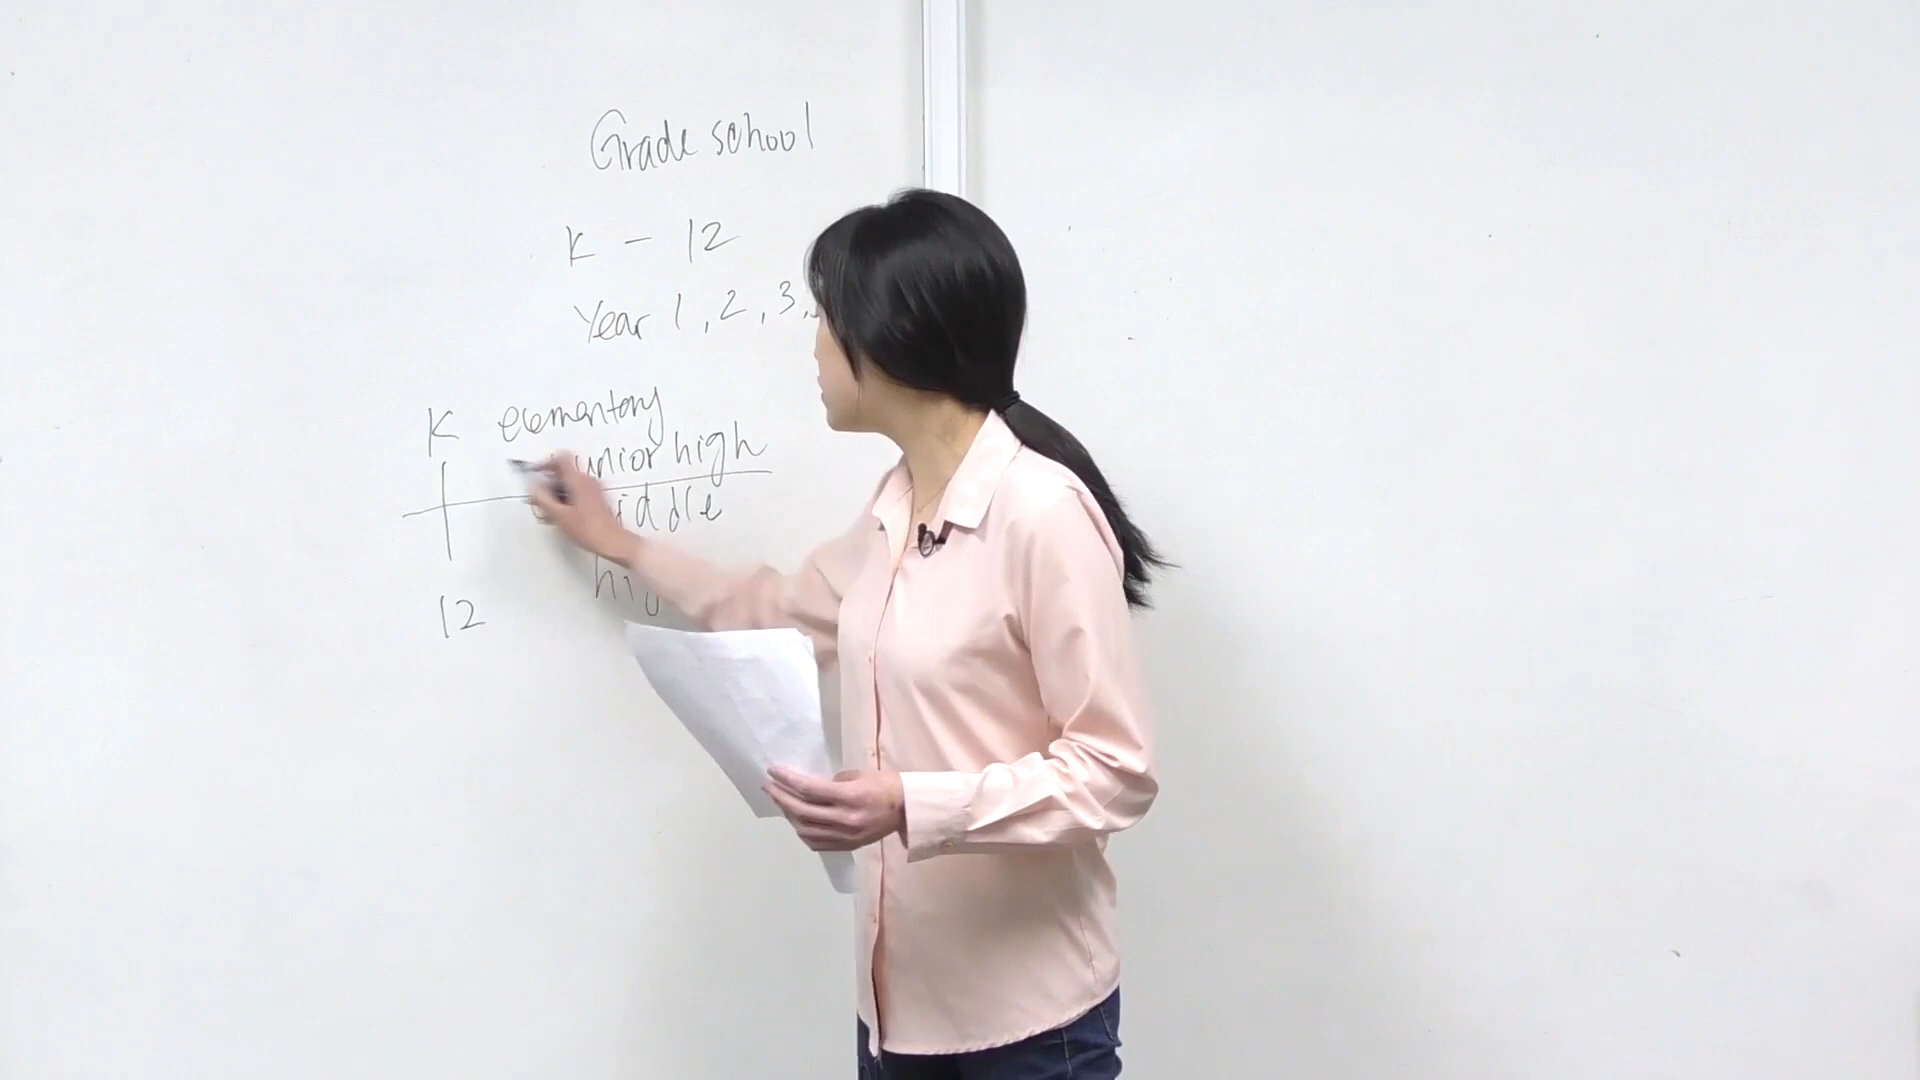 Grade school
K - 12
Year 1, 2, 3,
K elementary
junior high
middle
12